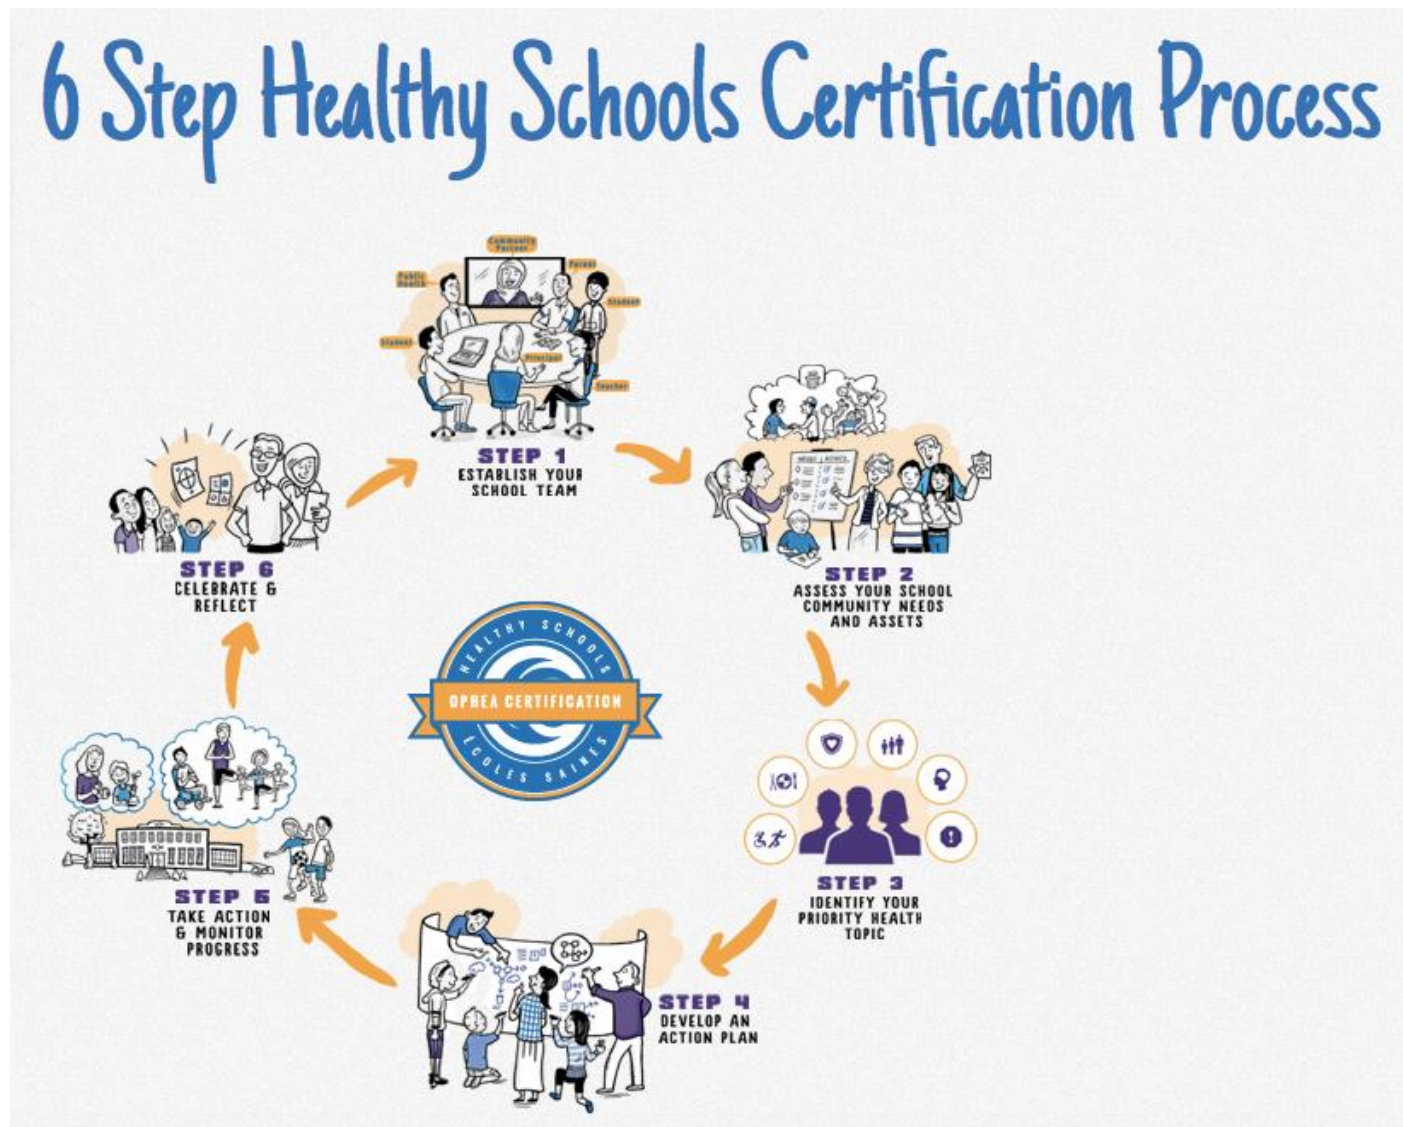 6 Step Healthy Schools Certification Process
Community
Partner
Public
Health
Parent
Student
Student
Principal
Teacher
STEP 1
ESTABLISH YOUR
SCHOOL TEAM
STEP 2
ASSESS YOUR SCHOOL
COMMUNITY NEEDS
AND ASSETS
STEP 3
IDENTIFY YOUR
PRIORITY HEALTH
TOPIC
STEP 4
DEVELOP AN
ACTION PLAN
STEP 5
TAKE ACTION
& MONITOR
PROGRESS
STEP 6
CELEBRATE &
REFLECT
HEALTHY SCHOOLS
OPHEA CERTIFICATION
ÉCOLES SAINES